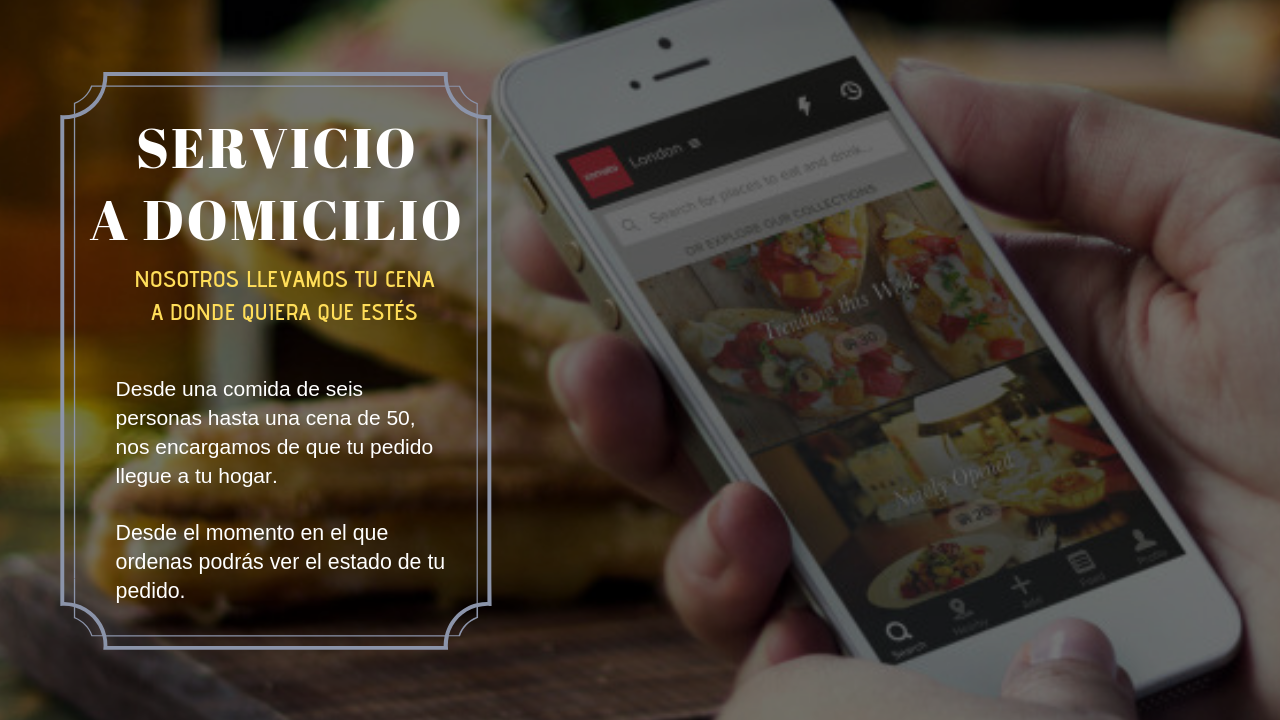 SERVICIO
A DOMICILIO
NOSOTROS LLEVAMOS TU CENA
A DONDE QUIERA QUE ESTÉS
Desde una comida de seis
personas hasta una cena de 50,
nos encargamos de que tu pedido
llegue a tu hogar.
Desde el momento en el que
ordenas podrás ver el estado de tu
pedido.
zomato
London
Search for places to eat and drink...
OR EXPLORE OUR COLLECTIONS
Trending this Week
30
Newly Opened
20
Search
Nearby
Add
Feed
Profile